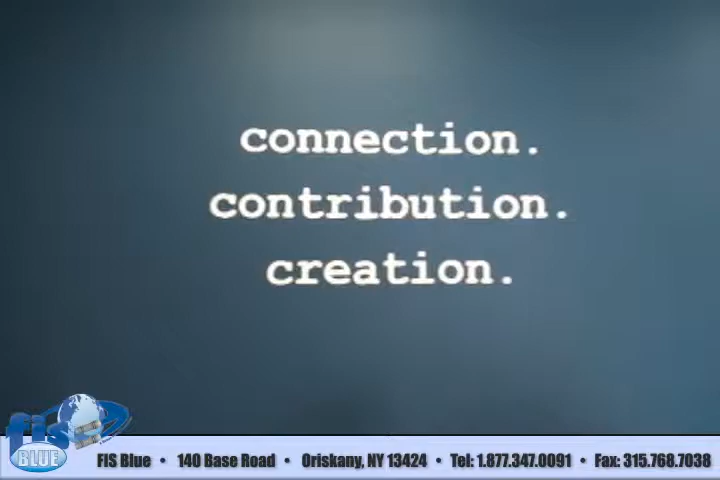 connection.
contribution.
creation.
fis
BLUE
FIS Blue • 140 Base Road • Oriskany, NY 13424 • Tel: 1.877.347.0091 • Fax: 315.768.7038